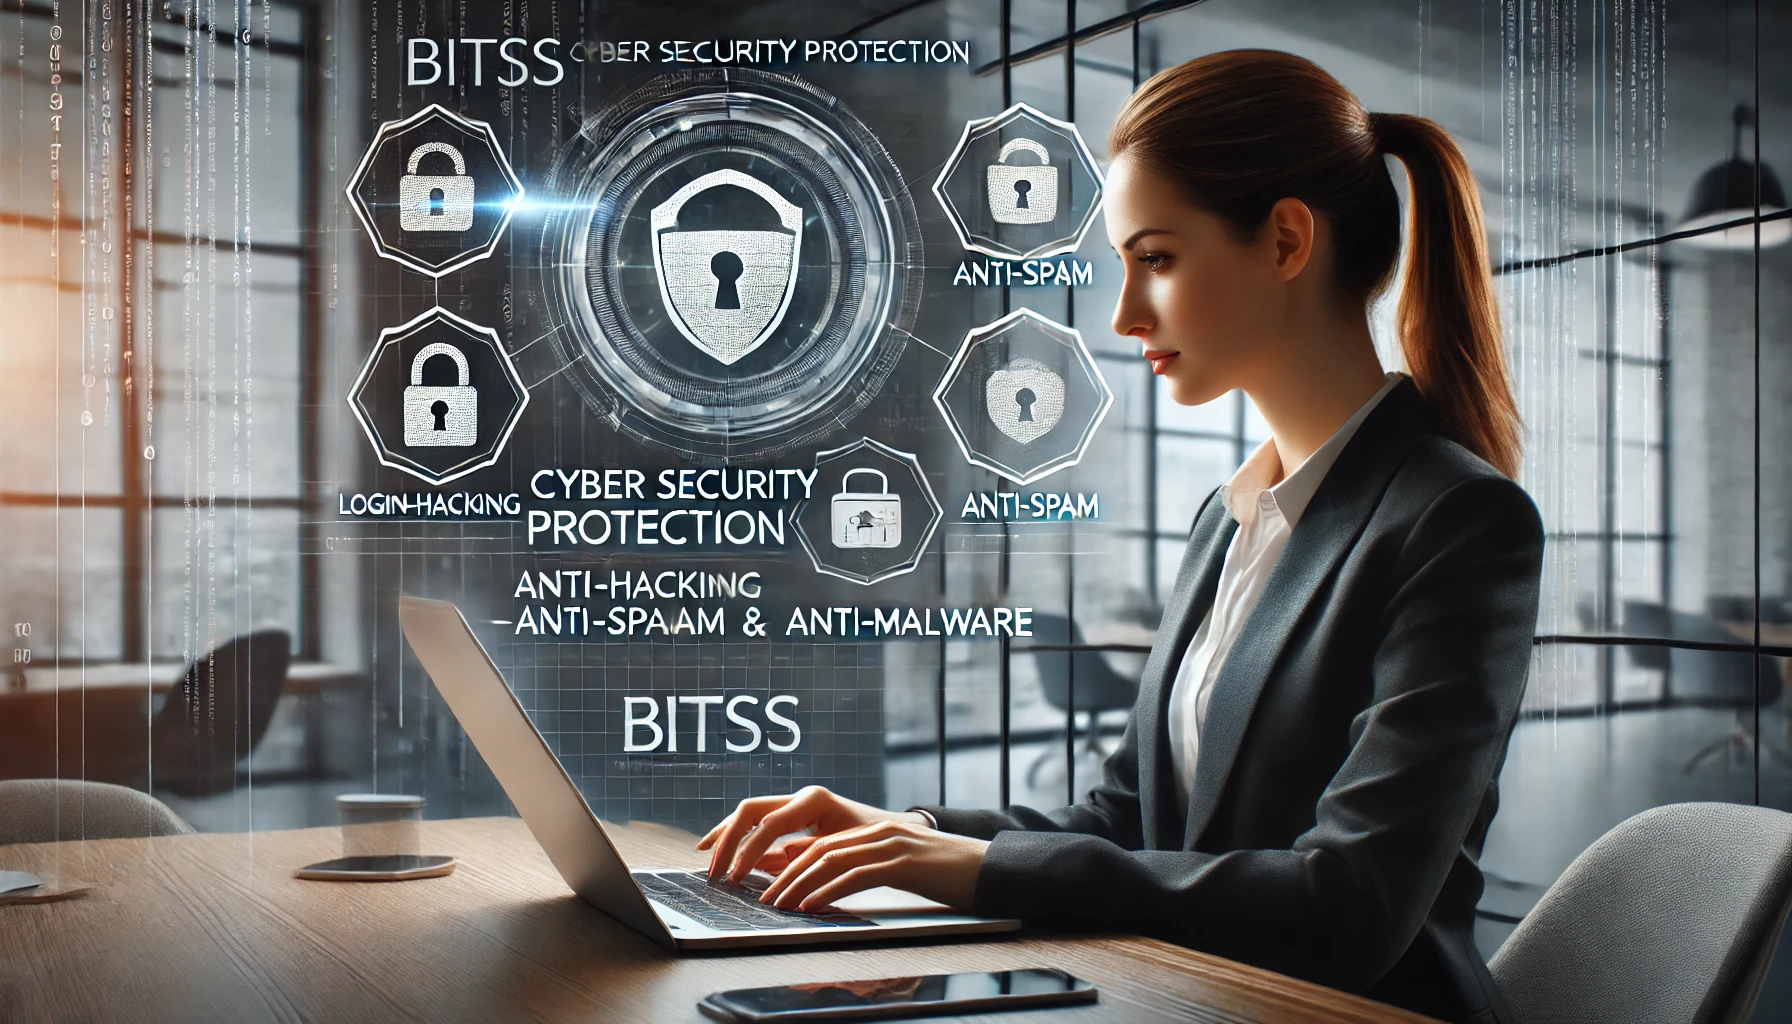 BITSS CYBER SECURITY PROTECTION
ANTI-SPAM
LOGIN-HACKING
CYBER SECURITY
PROTECTION
ANTI-SPAM
ANTI-HACKING
-ANTI-SPAAM & ANTI-MALWARE
BITSS